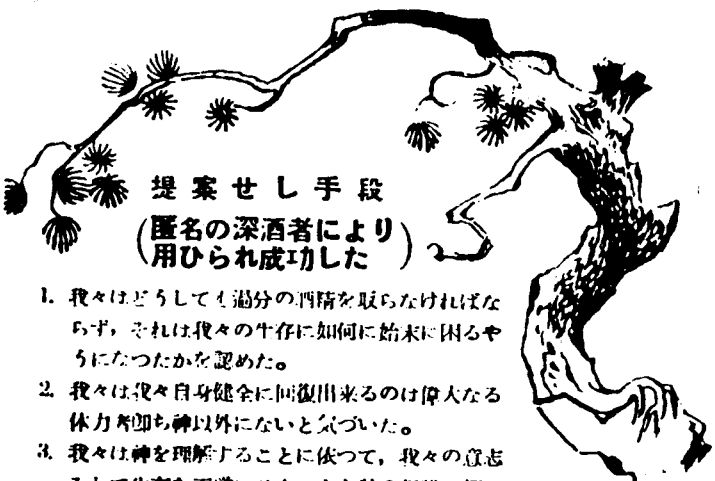 提案せし手段
(匿名の深酒者により
用ひられ成功した)
1. 我々はどうしても過分の酒精を取らなければな
らず，それは我々の生存に如何に始末に困るや
うになつたかを認めた。
2. 我々は我々自身健全に回復出来るのは偉大なる
体力者即ち神以外にないと気づいた。
3. 我々は神を理解することに依つて，我々の意志